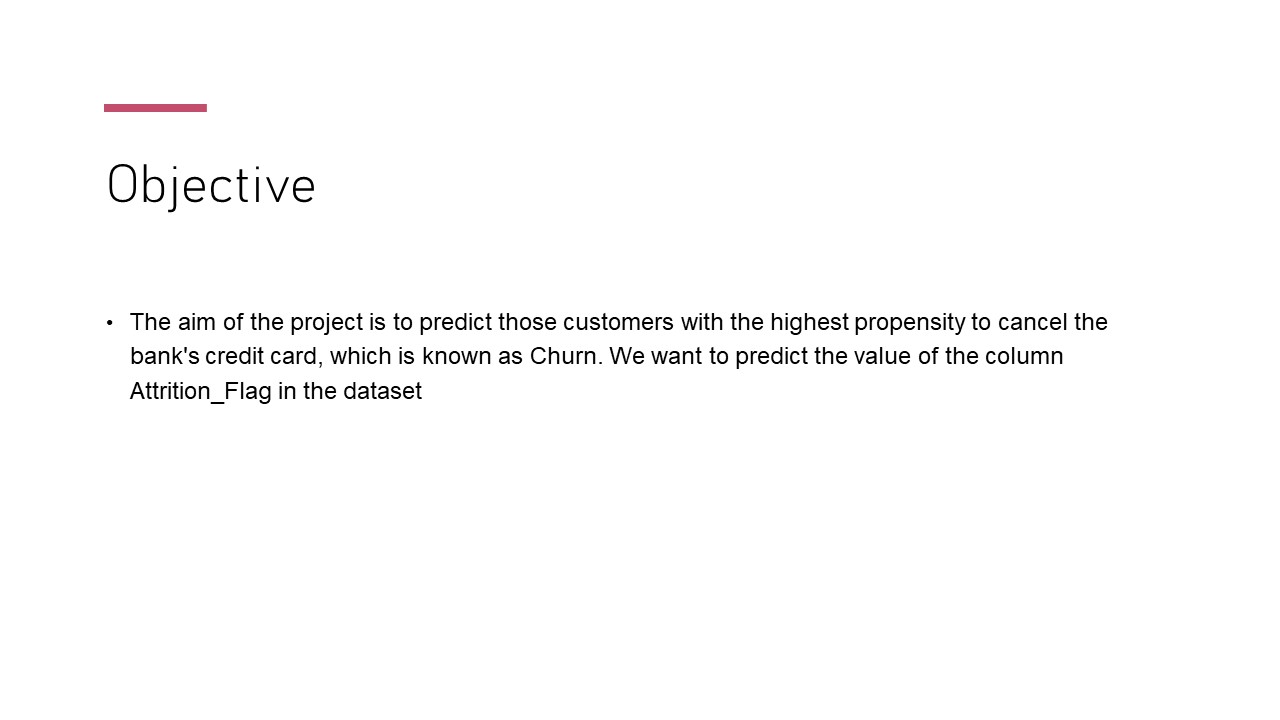 Objective
• The aim of the project is to predict those customers with the highest propensity to cancel the
bank's credit card, which is known as Churn. We want to predict the value of the column
Attrition_Flag in the dataset